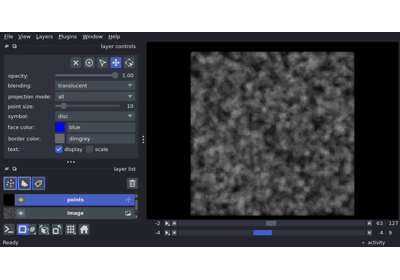 File View Layers Plugins Window Help
layer controls
opacity: 1.00
blending: translucent
projection mode: all
point size: 10
symbol: disc
face color: blue
border color: dimgrey
text: display scale
layer list
points
Image
-2 63 127
-4 4 9
Ready activity